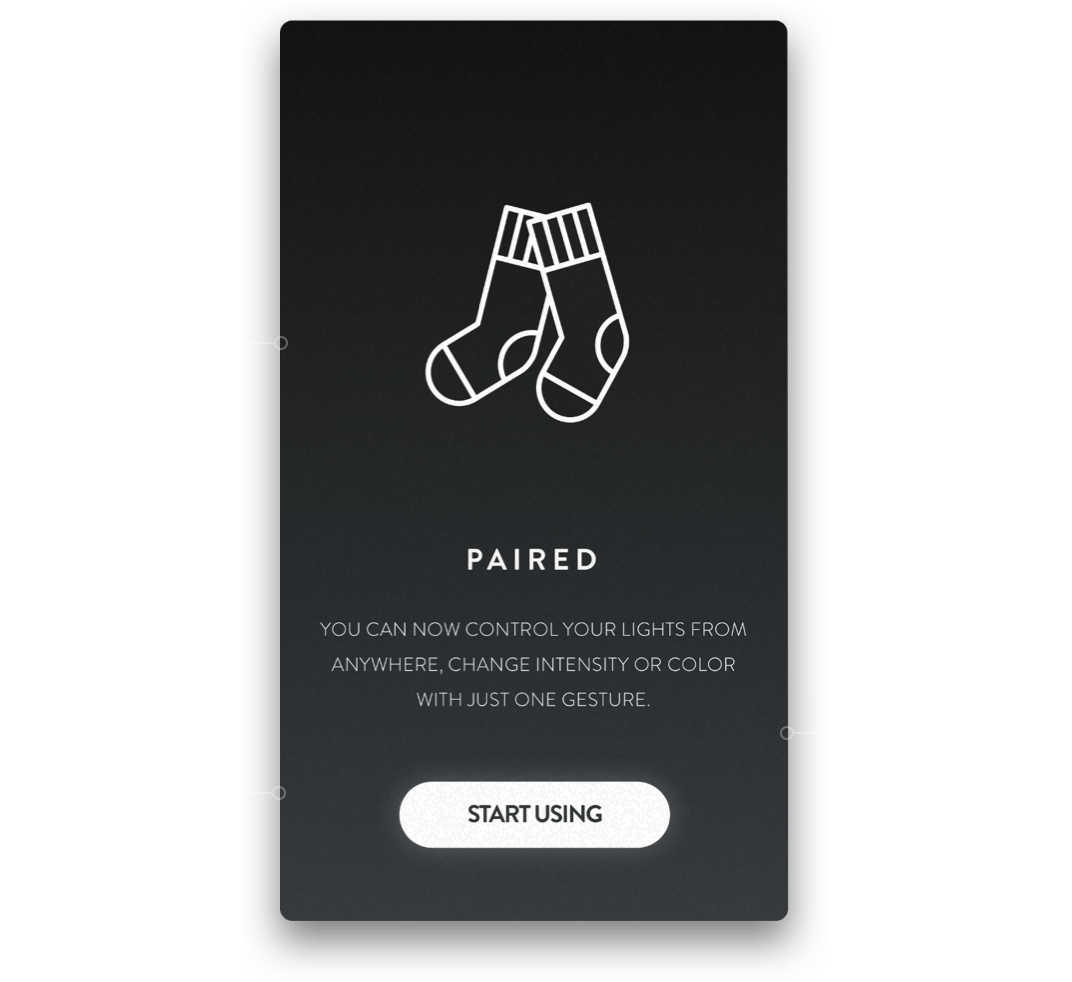 PAIRED
YOU CAN NOW CONTROL YOUR LIGHTS FROM
ANYWHERE, CHANGE INTENSITY OR COLOR
WITH JUST ONE GESTURE.
START USING